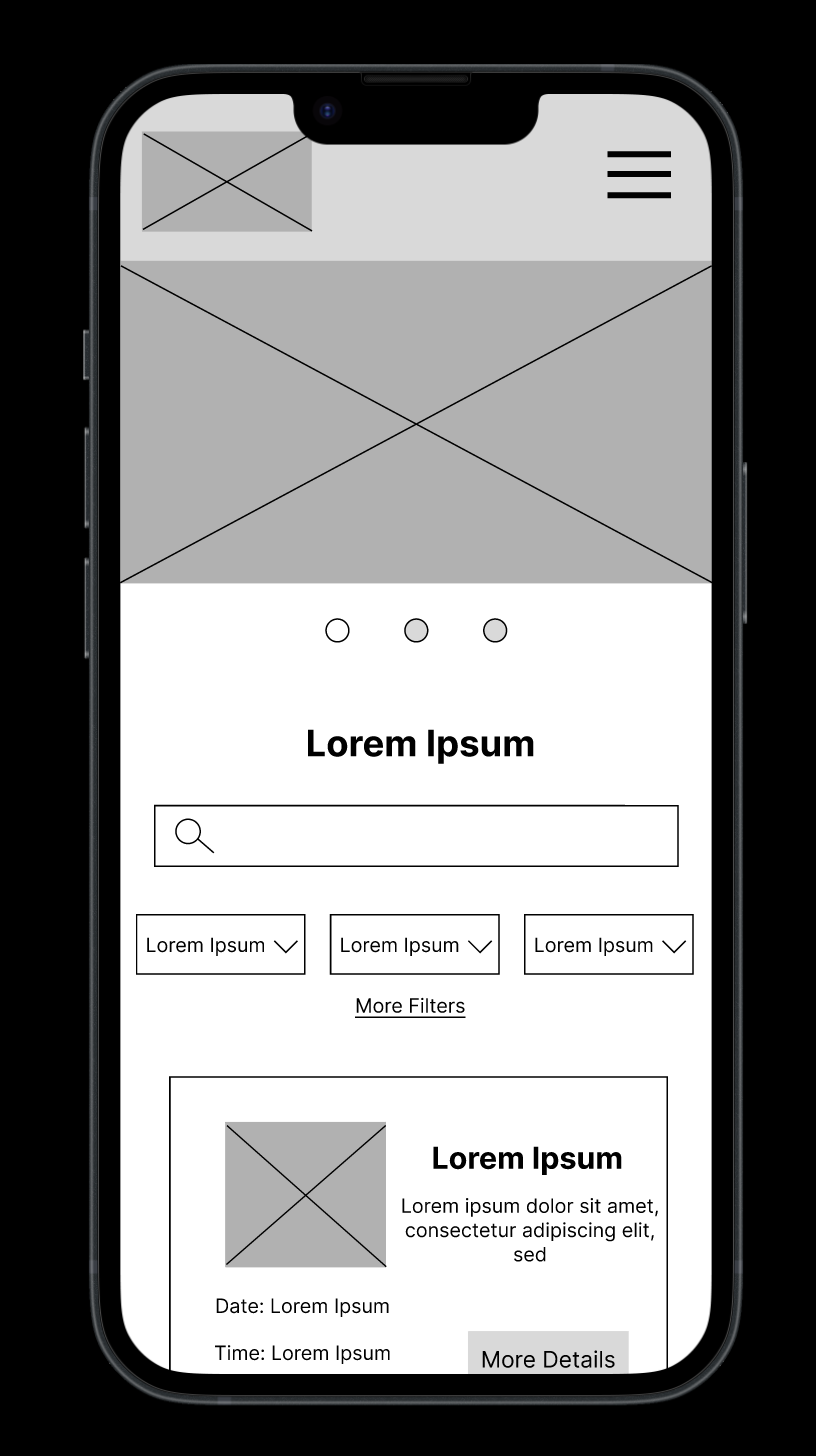 Lorem Ipsum
Lorem Ipsum
Lorem Ipsum
Lorem Ipsum
More Filters
Lorem Ipsum
Lorem ipsum dolor sit amet,
consectetur adipiscing elit,
sed
Date: Lorem Ipsum
Time: Lorem Ipsum
More Details